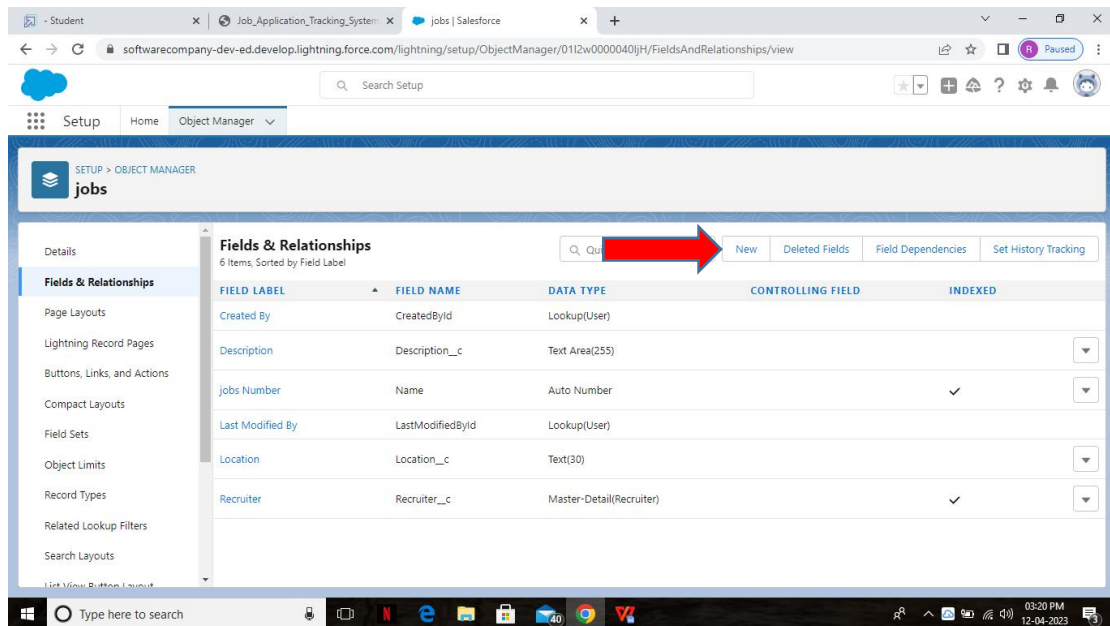 - Student
Job_Application_Tracking_System
jobs | Salesforce
softwarecompany-dev-ed.develop.lightning.force.com/lightning/setup/ObjectManager/01I2w0000040ljH/FieldsAndRelationships/view
R Paused
Search Setup
Setup Home Object Manager
SETUP > OBJECT MANAGER
jobs
Details
Fields & Relationships
Page Layouts
Lightning Record Pages
Buttons, Links, and Actions
Compact Layouts
Field Sets
Object Limits
Record Types
Related Lookup Filters
Search Layouts
List View Button Layout
Fields & Relationships
6 Items, Sorted by Field Label
New Deleted Fields Field Dependencies Set History Tracking
FIELD LABEL FIELD NAME DATA TYPE CONTROLLING FIELD INDEXED
Created By CreatedById Lookup(User)
Description Description__c Text Area(255)
jobs Number Name Auto Number
Last Modified By LastModifiedById Lookup(User)
Location Location__c Text(30)
Recruiter Recruiter__c Master-Detail(Recruiter)
Type here to search
40
03:20 PM
12-04-2023
3